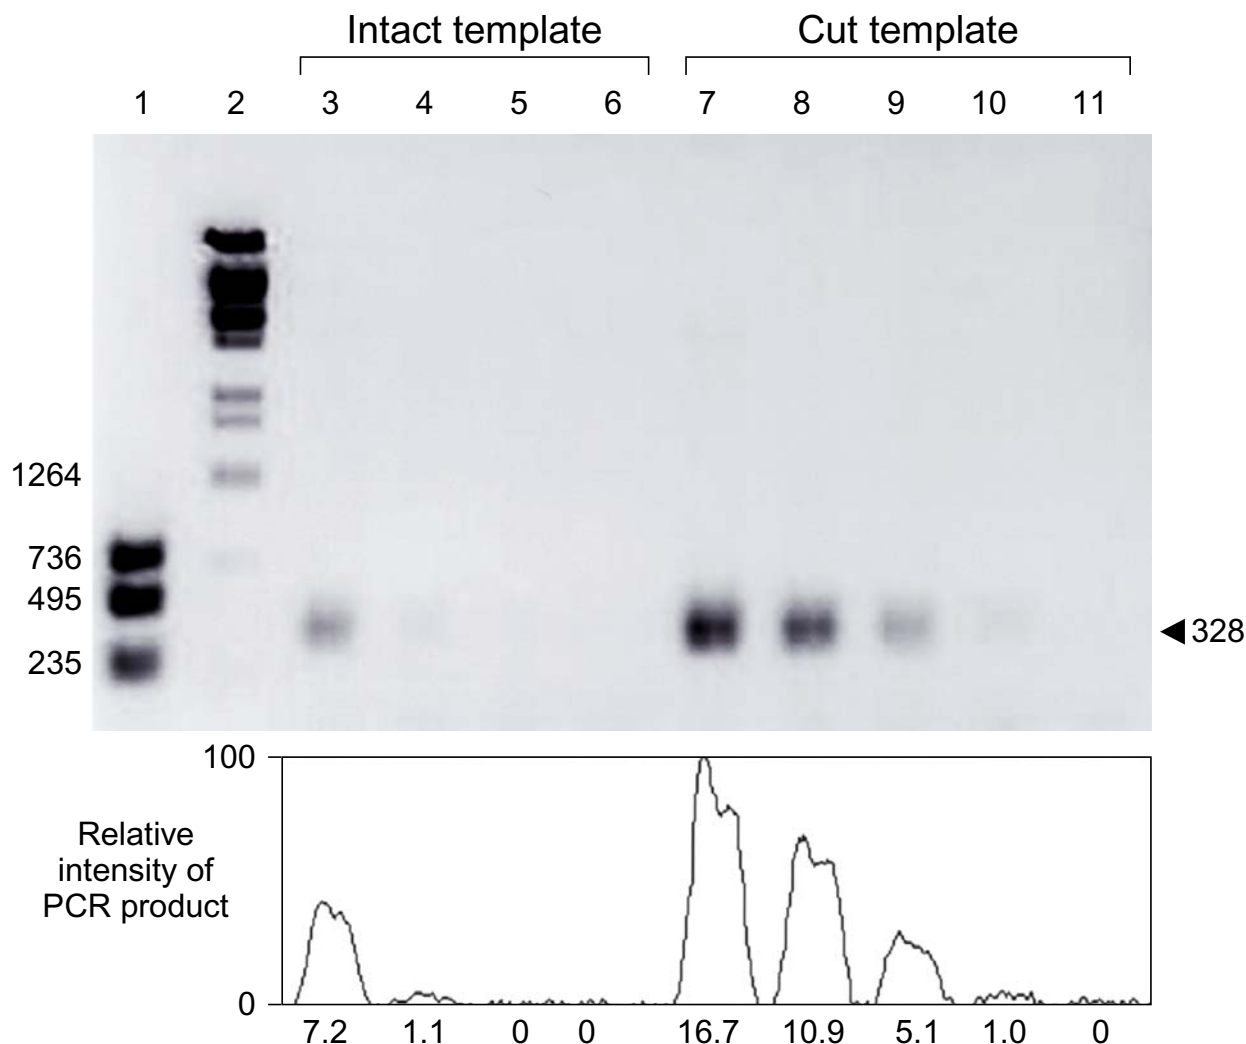 Intact template Cut template
1 2 3 4 5 6 7 8 9 10 11
1264
736
495
328
235
100
Relative
intensity of
PCR product
0
7.2 1.1 0 0 16.7 10.9 5.1 1.0 0